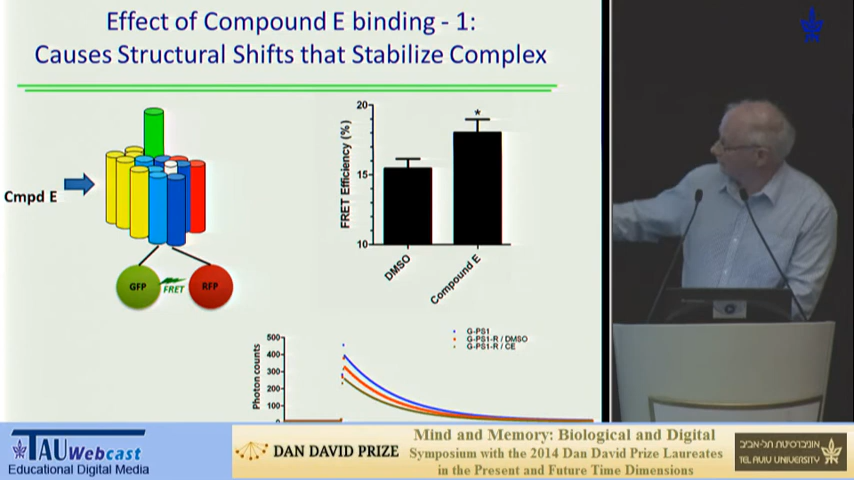 Effect of Compound E binding - 1:
Causes Structural Shifts that Stabilize Complex
Cmpd E
GFP
FRET
RFP
FRET Efficiency (%)
20
15
10
*
DMSO
Compound E
Photon counts
500
400
300
200
100
G-PS1
G-PS1-R / DMSO
G-PS1-R / CE
TAU Webcast
Educational Digital Media
DAN DAVID PRIZE
Mind and Memory: Biological and Digital
Symposium with the 2014 Dan David Prize Laureates
in the Present and Future Time Dimensions
אוניברסיטת תל-אביב
TEL AVIV UNIVERSITY